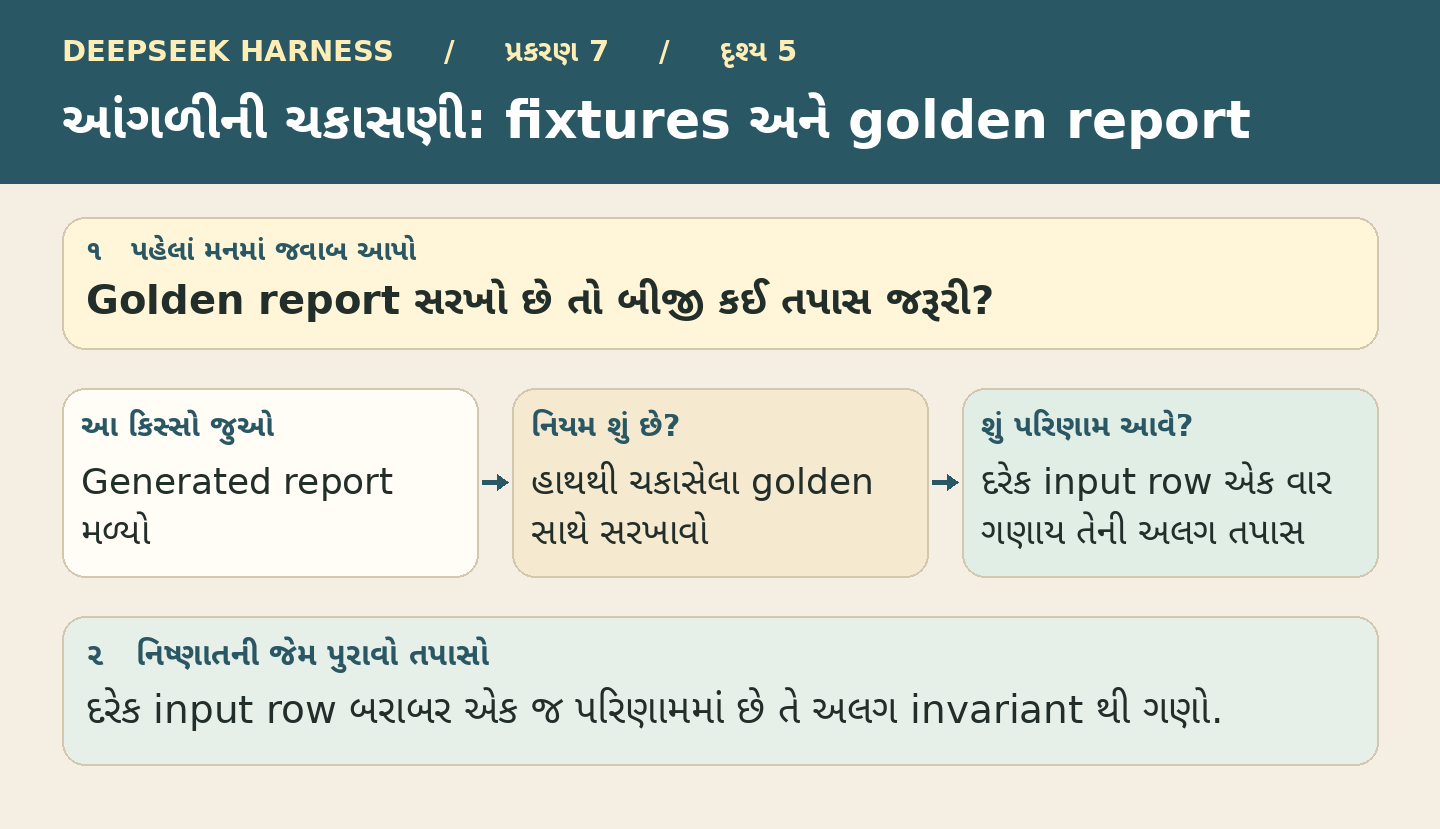 DEEPSEEK HARNESS / પ્રકરણ 7 / દૃશ્ય 5
આંગળીની ચકાસણી: fixtures અને golden report
૧ પહેલાં મનમાં જવાબ આપો
Golden report સરખો છે તો બીજી કઈ તપાસ જરૂરી?
આ કિસ્સો જુઓ
Generated report
મળ્યો
નિયમ શું છે?
હાથથી ચકાસેલા golden
સાથે સરખાવો
શું પરિણામ આવે?
દરેક input row એક વાર
ગણાય તેની અલગ તપાસ
૨ નિષ્ણાતની જેમ પુરાવો તપાસો
દરેક input row બરાબર એક જ પરિણામમાં છે તે અલગ invariant થી ગણો.